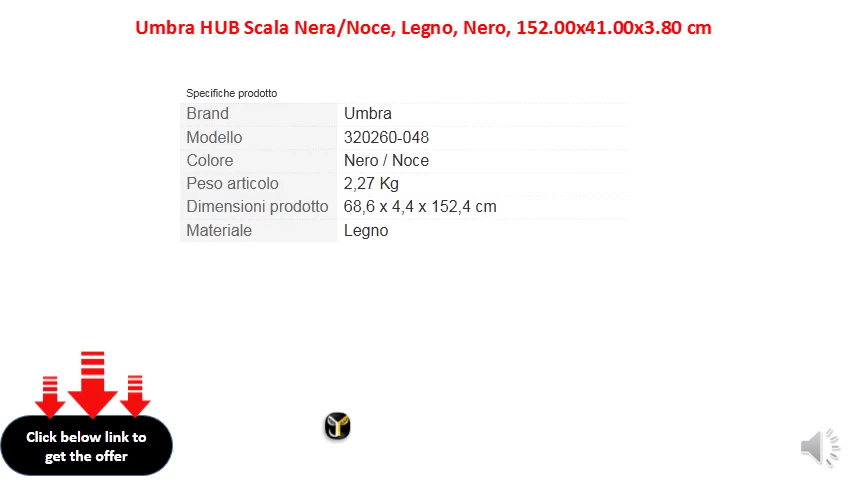 Umbra HUB Scala Nera/Noce, Legno, Nero, 152.00x41.00x3.80 cm
Specifiche prodotto
Brand Umbra
Modello 320260-048
Colore Nero / Noce
Peso articolo 2,27 Kg
Dimensioni prodotto 68,6 x 4,4 x 152,4 cm
Materiale Legno
Click below link to
get the offer